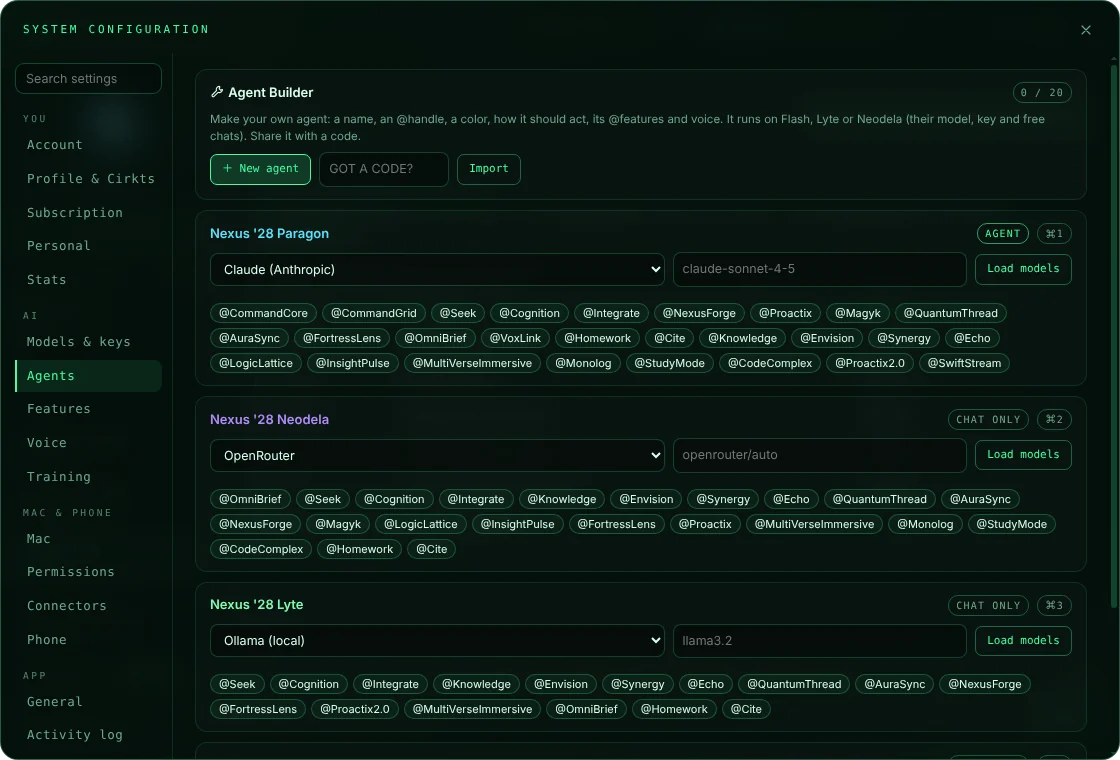 SYSTEM CONFIGURATION
Search settings
YOU
Account
Profile & Cirkts
Subscription
Personal
Stats
AI
Models & keys
Agents
Features
Voice
Training
MAC & PHONE
Mac
Permissions
Connectors
Phone
APP
General
Activity log
Agent Builder
0 / 20
Make your own agent: a name, an @handle, a color, how it should act, its @features and voice. It runs on Flash, Lyte or Neodela (their model, key and free
chats). Share it with a code.
+ New agent GOT A CODE? Import
Nexus '28 Paragon AGENT ⌘1
Claude (Anthropic) claude-sonnet-4-5 Load models
@CommandCore @CommandGrid @Seek @Cognition @Integrate @NexusForge @Proactix @Magyk @QuantumThread
@AuraSync @FortressLens @OmniBrief @VoxLink @Homework @Cite @Knowledge @Envision @Synergy @Echo
@LogicLattice @InsightPulse @MultiVerseImmersive @Monolog @StudyMode @CodeComplex @Proactix2.0 @SwiftStream
Nexus '28 Neodela CHAT ONLY ⌘2
OpenRouter openrouter/auto Load models
@OmniBrief @Seek @Cognition @Integrate @Knowledge @Envision @Synergy @Echo @QuantumThread @AuraSync
@NexusForge @Magyk @LogicLattice @InsightPulse @FortressLens @Proactix @MultiVerseImmersive @Monolog @StudyMode
@CodeComplex @Homework @Cite
Nexus '28 Lyte CHAT ONLY ⌘3
Ollama (local) llama3.2 Load models
@Seek @Cognition @Integrate @Knowledge @Envision @Synergy @Echo @QuantumThread @AuraSync @NexusForge
@FortressLens @Proactix2.0 @MultiVerseImmersive @OmniBrief @Homework @Cite